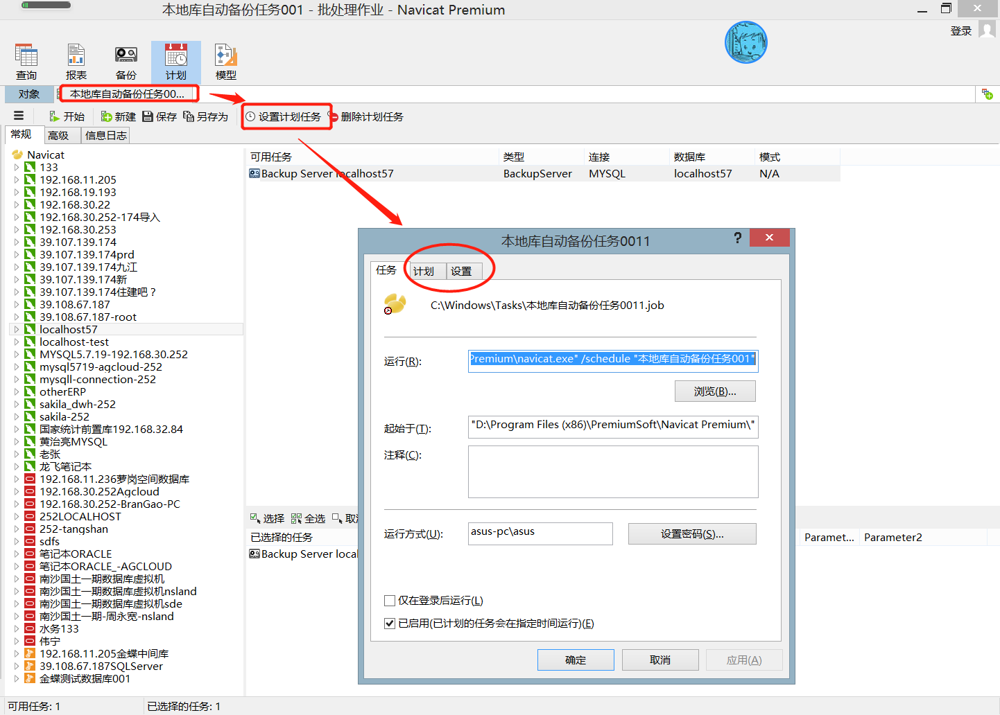 本地库自动备份任务001 - 批处理作业 - Navicat Premium
登录
查询 报表 备份 计划 模型
对象 本地库自动备份任务00...
开始 新建 保存 另存为 设置计划任务 删除计划任务
常规 高级 信息日志
Navicat
133
192.168.11.205
192.168.19.193
192.168.30.22
192.168.30.252-174导入
192.168.30.253
39.107.139.174
39.107.139.174prd
39.107.139.174九江
39.107.139.174新
39.107.139.174住建吧？
39.108.67.187
39.108.67.187-root
localhost57
localhost-test
MYSQL5.7.19-192.168.30.252
mysql5719-agcloud-252
mysqll-connection-252
otherERP
sakila_dwh-252
sakila-252
国家统计前置库192.168.32.84
黄治亮MYSQL
老张
龙飞笔记本
192.168.11.236萝岗空间数据库
192.168.30.252Agcloud
192.168.30.252-BranGao-PC
252LOCALHOST
252-tangshan
sdfs
笔记本ORACLE
笔记本ORACLE_-AGCLOUD
南沙国土一期数据库虚拟机
南沙国土一期数据库虚拟机nsland
南沙国土一期数据库虚拟机sde
南沙国土一期-周永宽-nsland
水务133
伟宁
192.168.11.205金蝶中间库
39.108.67.187SQLServer
金蝶测试数据库001
可用任务 类型 连接 数据库 模式
Backup Server localhost57 BackupServer MYSQL localhost57 N/A
选择 全选 取消
已选择的任务 Paramet... Parameter2
Backup Server local
本地库自动备份任务0011
?
任务 计划 设置
C:\Windows\Tasks\本地库自动备份任务0011.job
运行(R): Premium\navicat.exe" /schedule "本地库自动备份任务001"
浏览(B)...
起始于(T): "D:\Program Files (x86)\PremiumSoft\Navicat Premium\"
注释(C):
运行方式(U): asus-pc\asus 设置密码(S)...
仅在登录后运行(L)
已启用(已计划的任务会在指定时间运行)(E)
确定 取消 应用(A)
可用任务: 1 已选择的任务: 1